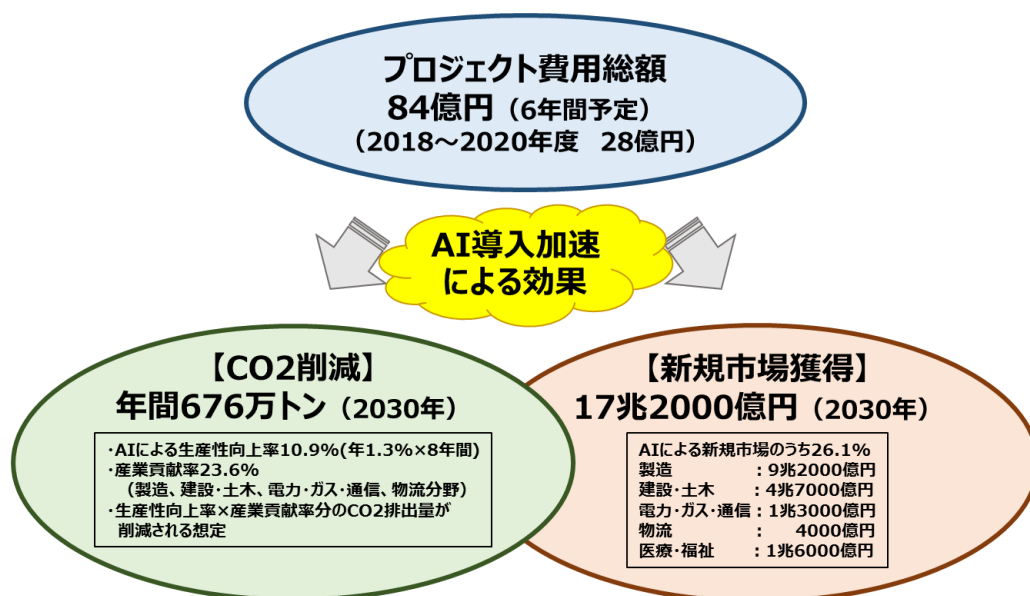 プロジェクト費用総額
84億円（6年間予定）
（2018～2020年度 28億円）
AI導入加速
による効果
【CO2削減】
年間676万トン（2030年）
・AIによる生産性向上率10.9%(年1.3%×8年間)
・産業貢献率23.6%
（製造、建設・土木、電力・ガス・通信、物流分野）
・生産性向上率×産業貢献率分のCO2排出量が
削減される想定
【新規市場獲得】
17兆2000億円（2030年）
AIによる新規市場のうち26.1%
製造 ：9兆2000億円
建設・土木 ：4兆7000億円
電力・ガス・通信：1兆3000億円
物流 ： 4000億円
医療・福祉 ：1兆6000億円